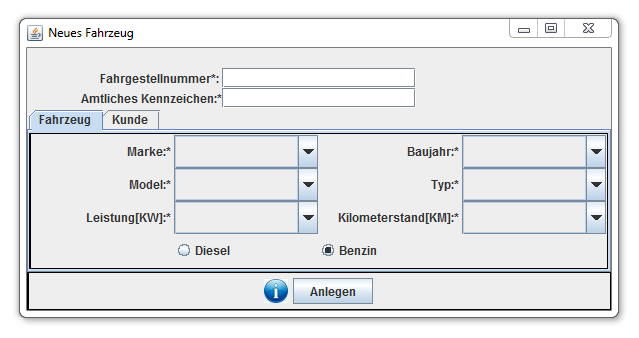 Neues Fahrzeug
Fahrgestellnummer*:
Amtliches Kennzeichen:*
Fahrzeug Kunde
Marke:* Baujahr:*
Model:* Typ:*
Leistung[KW]:* Kilometerstand[KM]:*
Diesel Benzin
i Anlegen